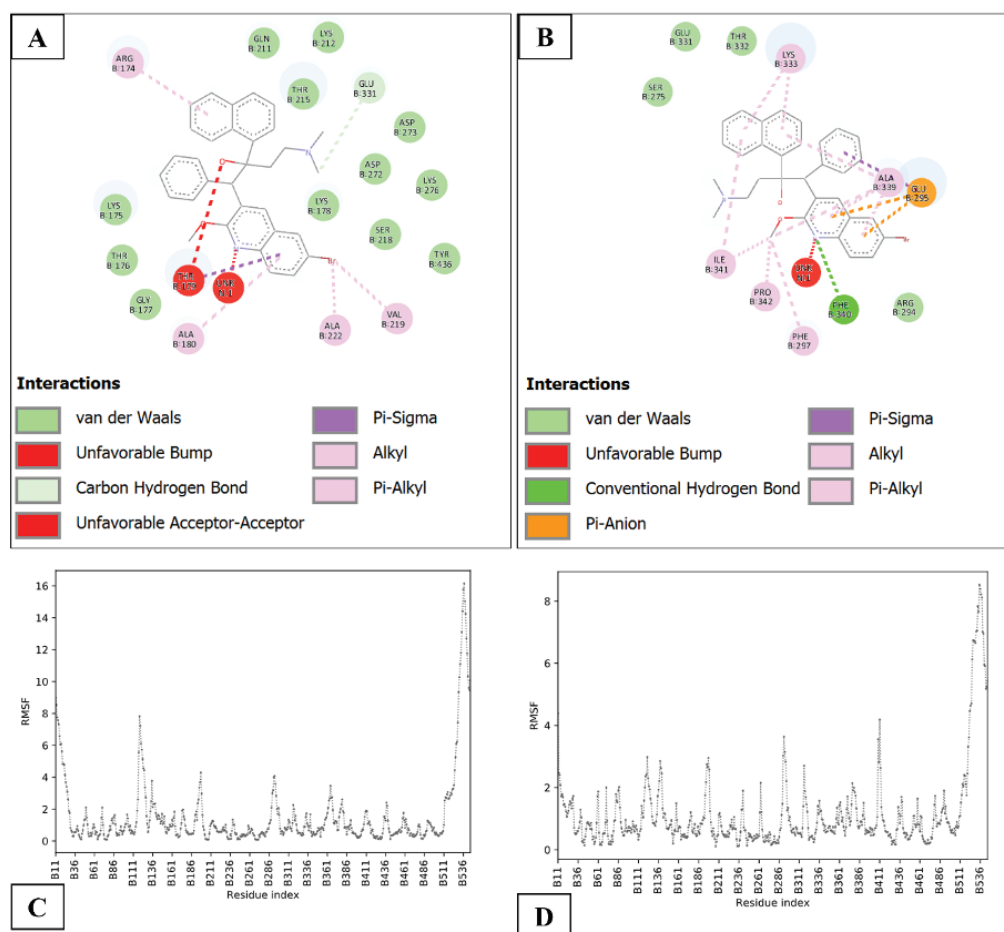 A
ARG
B:174
GLN
B:211
LYS
B:212
THR
B:215
GLU
B:331
ASP
B:273
ASP
B:272
LYS
B:276
LYS
B:175
LYS
B:178
SER
B:218
TYR
B:436
THR
B:176
THR
B:179
UNK
N:1
GLY
B:177
ALA
B:180
ALA
B:222
VAL
B:219
Br
O
O
N
N
Interactions
van der Waals
Unfavorable Bump
Carbon Hydrogen Bond
Unfavorable Acceptor-Acceptor
Pi-Sigma
Alkyl
Pi-Alkyl
B
GLU
B:331
THR
B:332
LYS
B:333
SER
B:275
ALA
B:339
GLU
B:295
ILE
B:341
UNK
N:1
PRO
B:342
PHE
B:340
ARG
B:294
PHE
B:297
N
O
O
N
Br
Interactions
van der Waals
Unfavorable Bump
Conventional Hydrogen Bond
Pi-Anion
Pi-Sigma
Alkyl
Pi-Alkyl
16
14
12
10
8
6
4
2
0
RMSF
B11
B36
B61
B86
B111
B136
B161
B186
B211
B236
B261
B286
B311
B336
B361
B386
B411
B436
B461
B486
B511
B536
Residue index
C
8
6
4
2
0
RMSF
B11
B36
B61
B86
B111
B136
B161
B186
B211
B236
B261
B286
B311
B336
B361
B386
B411
B436
B461
B486
B511
B536
Residue index
D